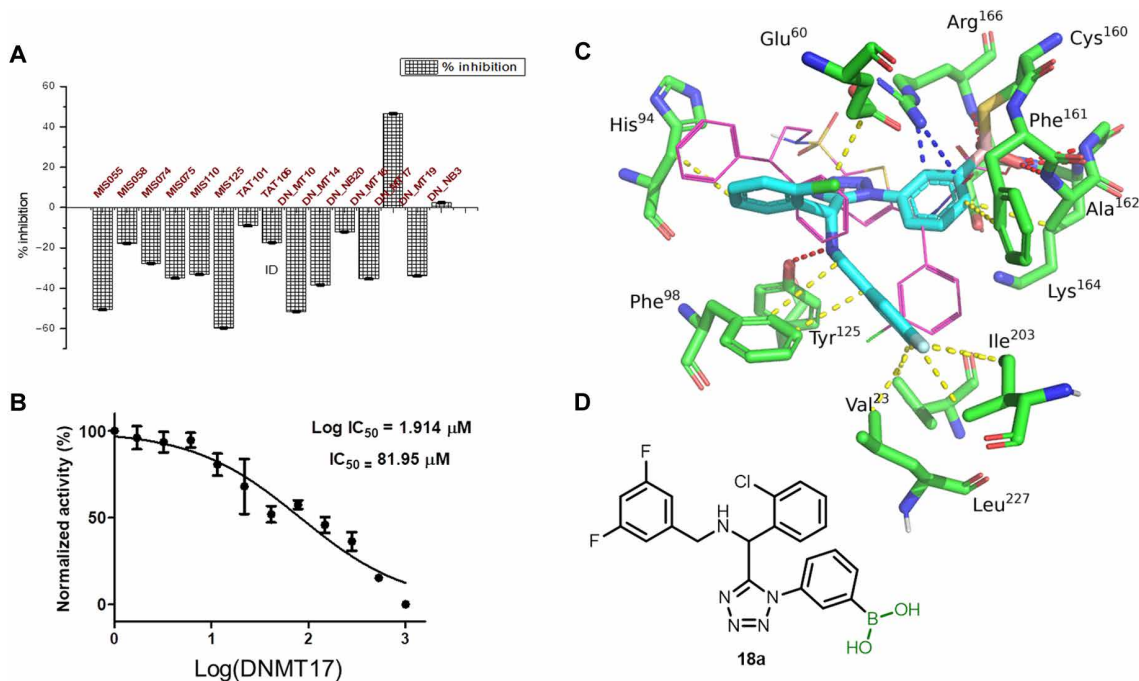 A
% inhibition
60
40
20
0
−20
−40
−60
% inhibition
MIS055
MIS058
MIS074
MIS075
MIS110
MIS125
TAT101
TAT106
DN_MT10
DN_MT14
DN_NB20
DN_MT16
DN_MT17
DN_MT19
DN_NB3
ID
B
Log IC50 = 1.914 µM
IC50 = 81.95 µM
Normalized activity (%)
100
50
0
0
1
2
3
Log(DNMT17)
C
Glu60
Arg166
Cys160
His94
Phe161
Ala162
Lys164
Phe98
Tyr125
Ile203
Val23
Leu227
D
F
F
H
N
Cl
N
N
N
N
B
OH
HO
18a